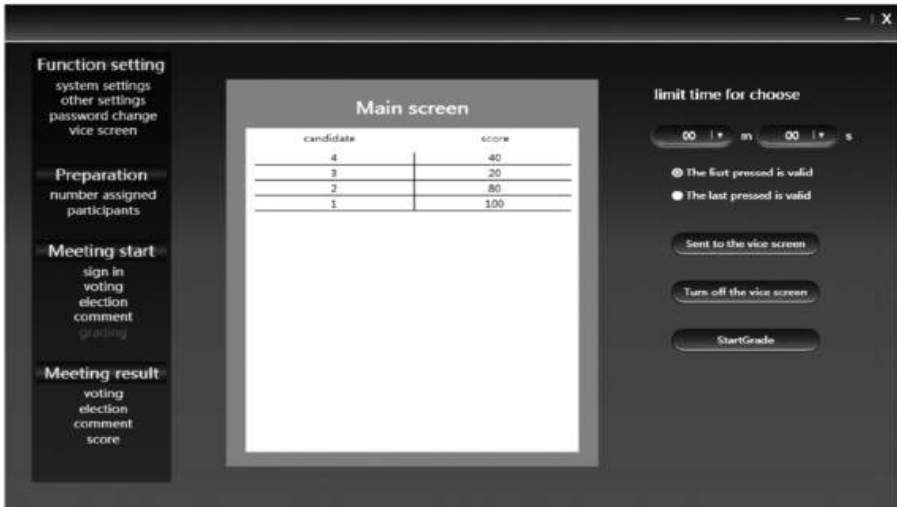 — | X
Function setting
system settings
other settings
password change
vice screen
Preparation
number assigned
participants
Meeting start
sign in
voting
election
comment
grading
Meeting result
voting
election
comment
score
Main screen
candidate score
4 40
3 20
2 80
1 100
limit time for choose
00 m 00 s
The fisrt pressed is valid
The last pressed is valid
Sent to the vice screen
Turn off the vice screen
StartGrade